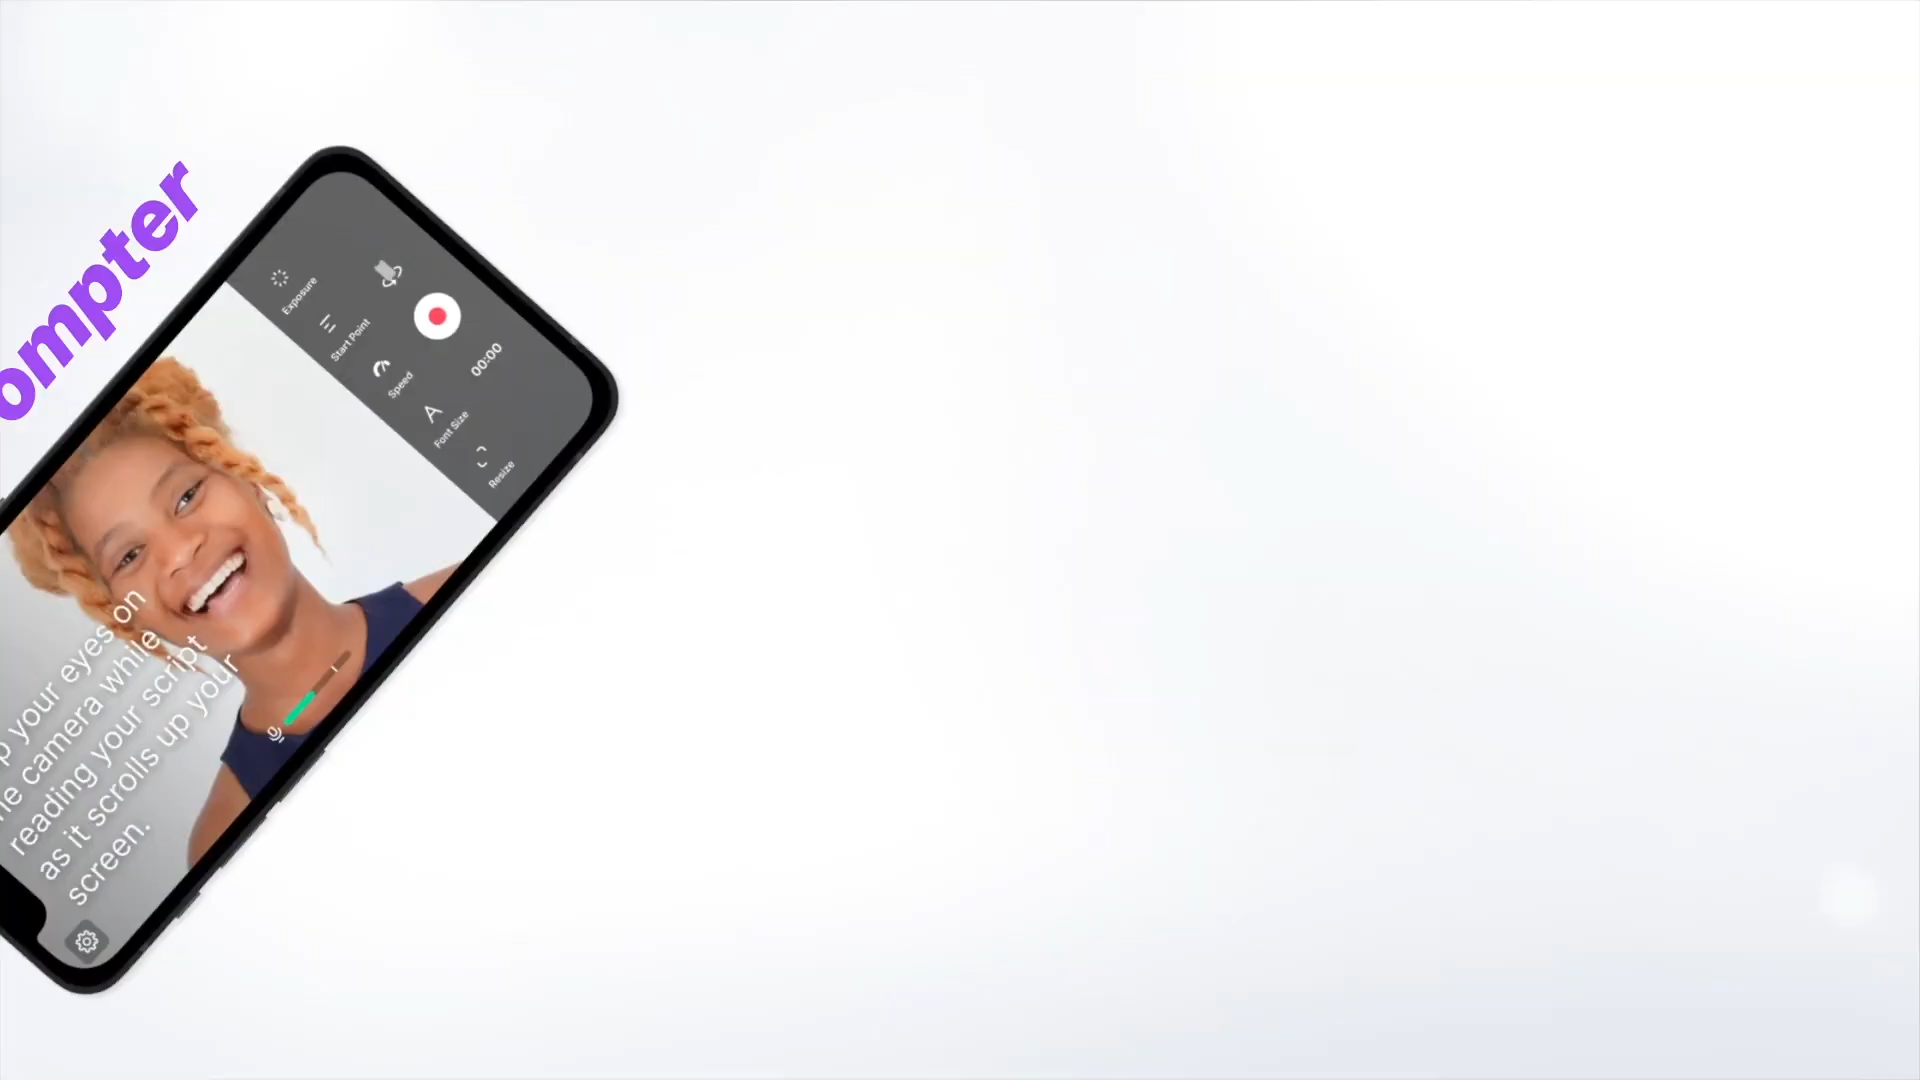 ompter
p your eyes on
he camera while
reading your script
as it scrolls up your
screen.
Exposure
Start Point
Speed
Font Size
Resize
00:00